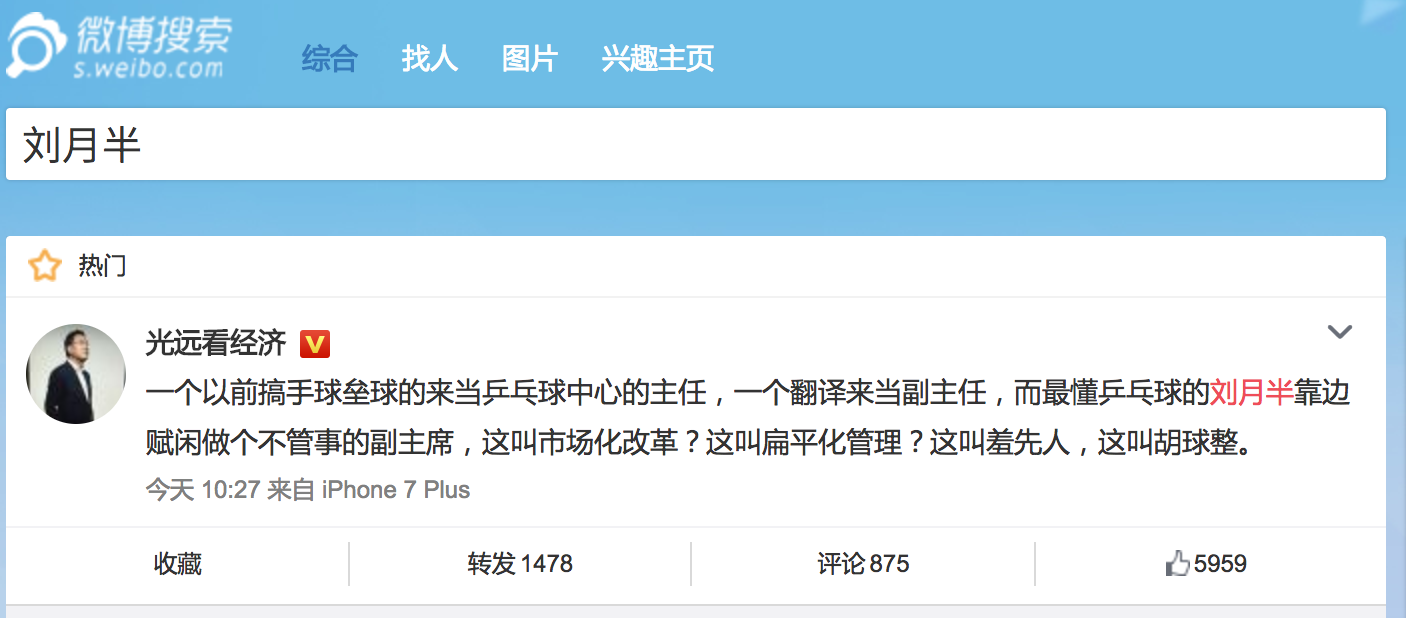 微博搜索
s.weibo.com
综合 找人 图片 兴趣主页
刘月半
热门
光远看经济 V
一个以前搞手球垒球的来当乒乓球中心的主任，一个翻译来当副主任，而最懂乒乓球的刘月半靠边
赋闲做个不管事的副主席，这叫市场化改革？这叫扁平化管理？这叫羞先人，这叫胡球整。
今天 10:27 来自 iPhone 7 Plus
收藏 转发 1478 评论 875 5959